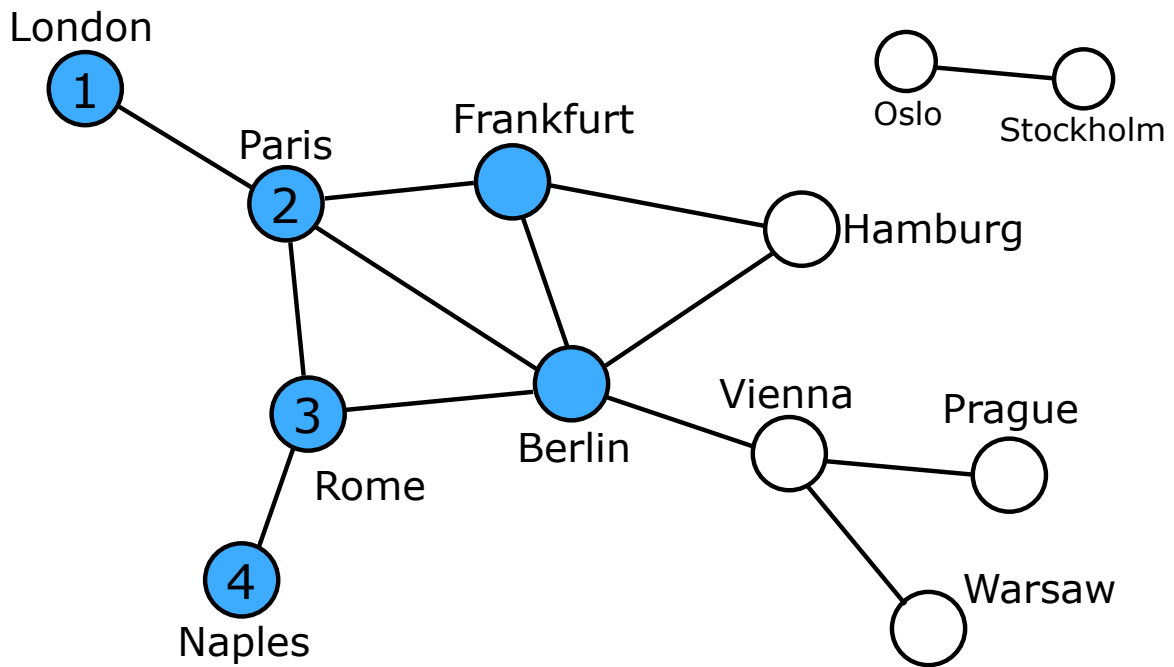 London
1
Oslo
Stockholm
Frankfurt
Paris
2
Hamburg
Vienna
Prague
3
Berlin
Rome
4
Warsaw
Naples